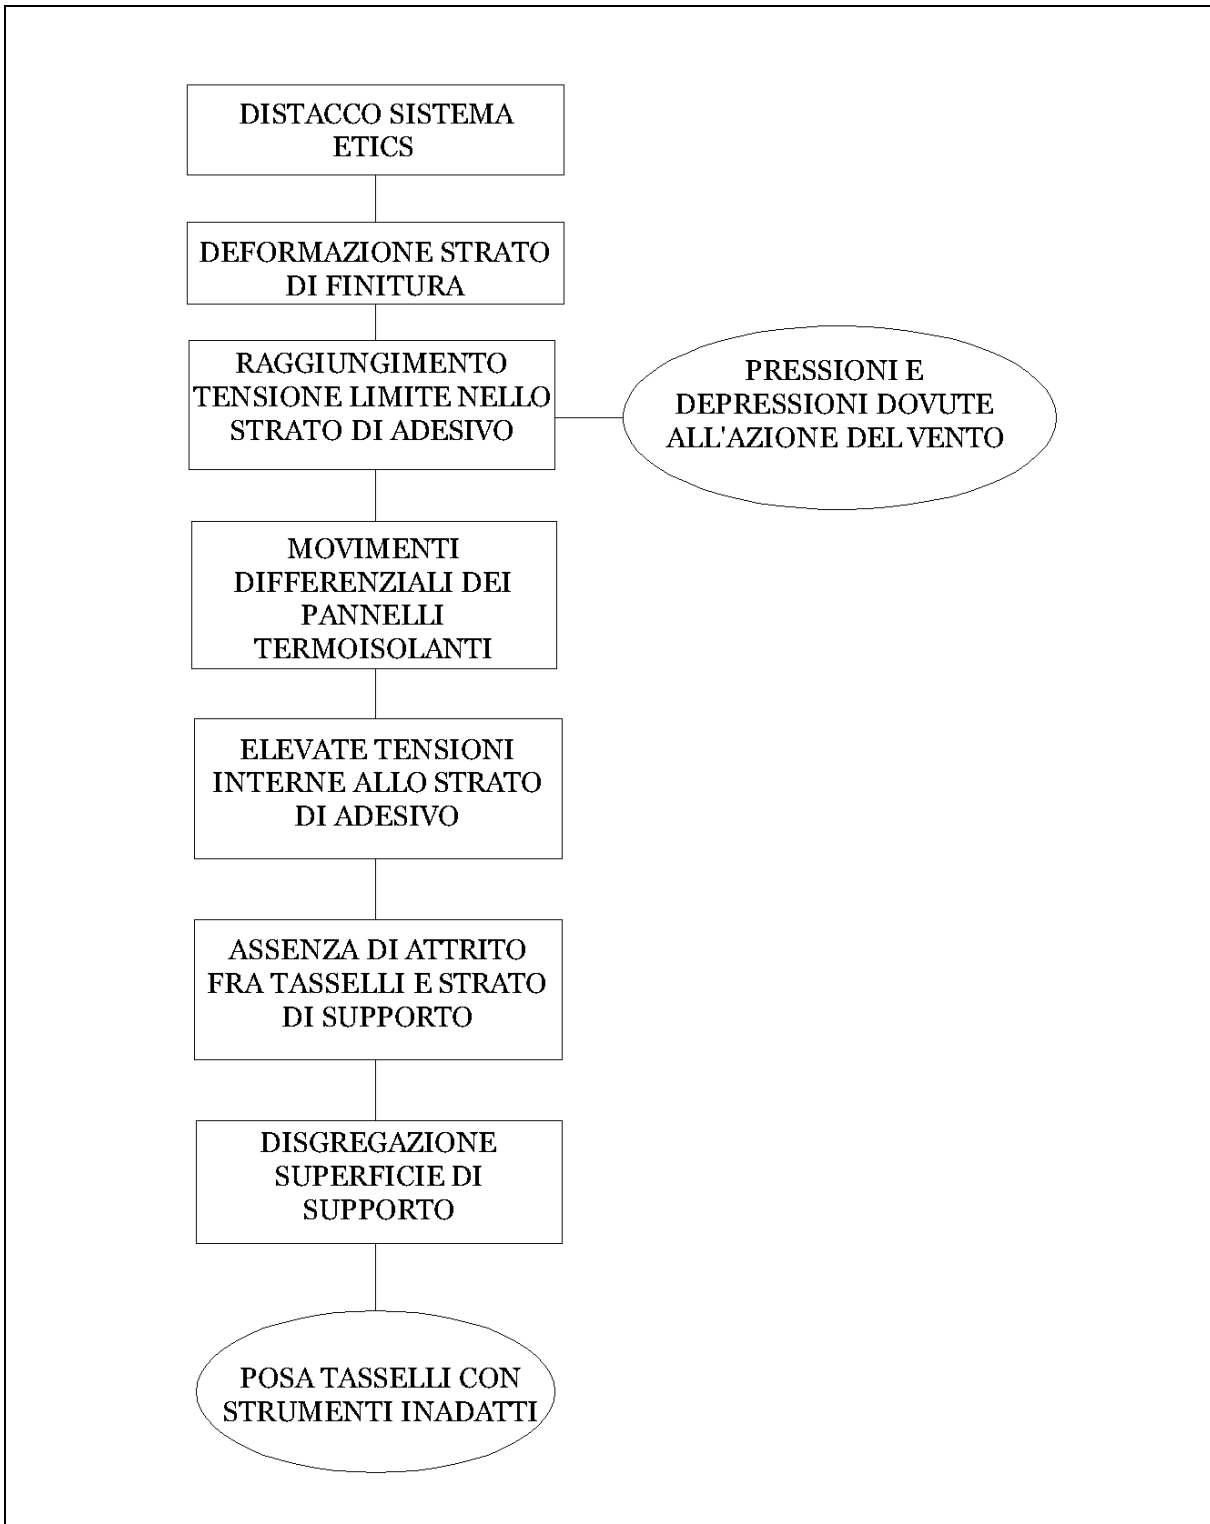 DISTACCO SISTEMA
ETICS
DEFORMAZIONE STRATO
DI FINITURA
RAGGIUNGIMENTO
TENSIONE LIMITE NELLO
STRATO DI ADESIVO
PRESSIONI E
DEPRESSIONI DOVUTE
ALL'AZIONE DEL VENTO
MOVIMENTI
DIFFERENZIALI DEI
PANNELLI
TERMOISOLANTI
ELEVATE TENSIONI
INTERNE ALLO STRATO
DI ADESIVO
ASSENZA DI ATTRITO
FRA TASSELLI E STRATO
DI SUPPORTO
DISGREGAZIONE
SUPERFICIE DI
SUPPORTO
POSA TASSELLI CON
STRUMENTI INADATTI